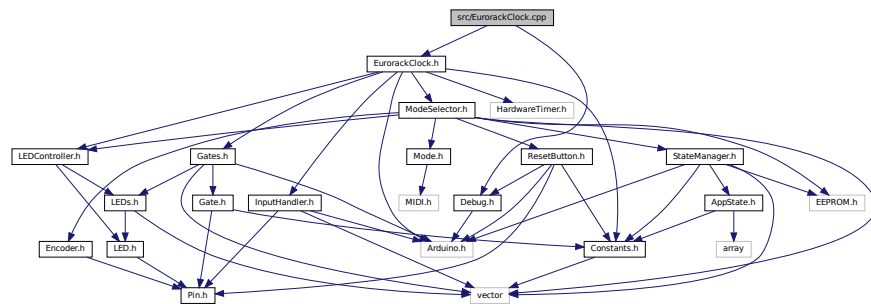 src/EurorackClock.cpp
EurorackClock.h
ModeSelector.h
HardwareTimer.h
LEDController.h
Gates.h
Mode.h
ResetButton.h
StateManager.h
LEDs.h
Gate.h
InputHandler.h
MIDI.h
Debug.h
AppState.h
EEPROM.h
Encoder.h
LED.h
Arduino.h
Constants.h
array
Pin.h
vector